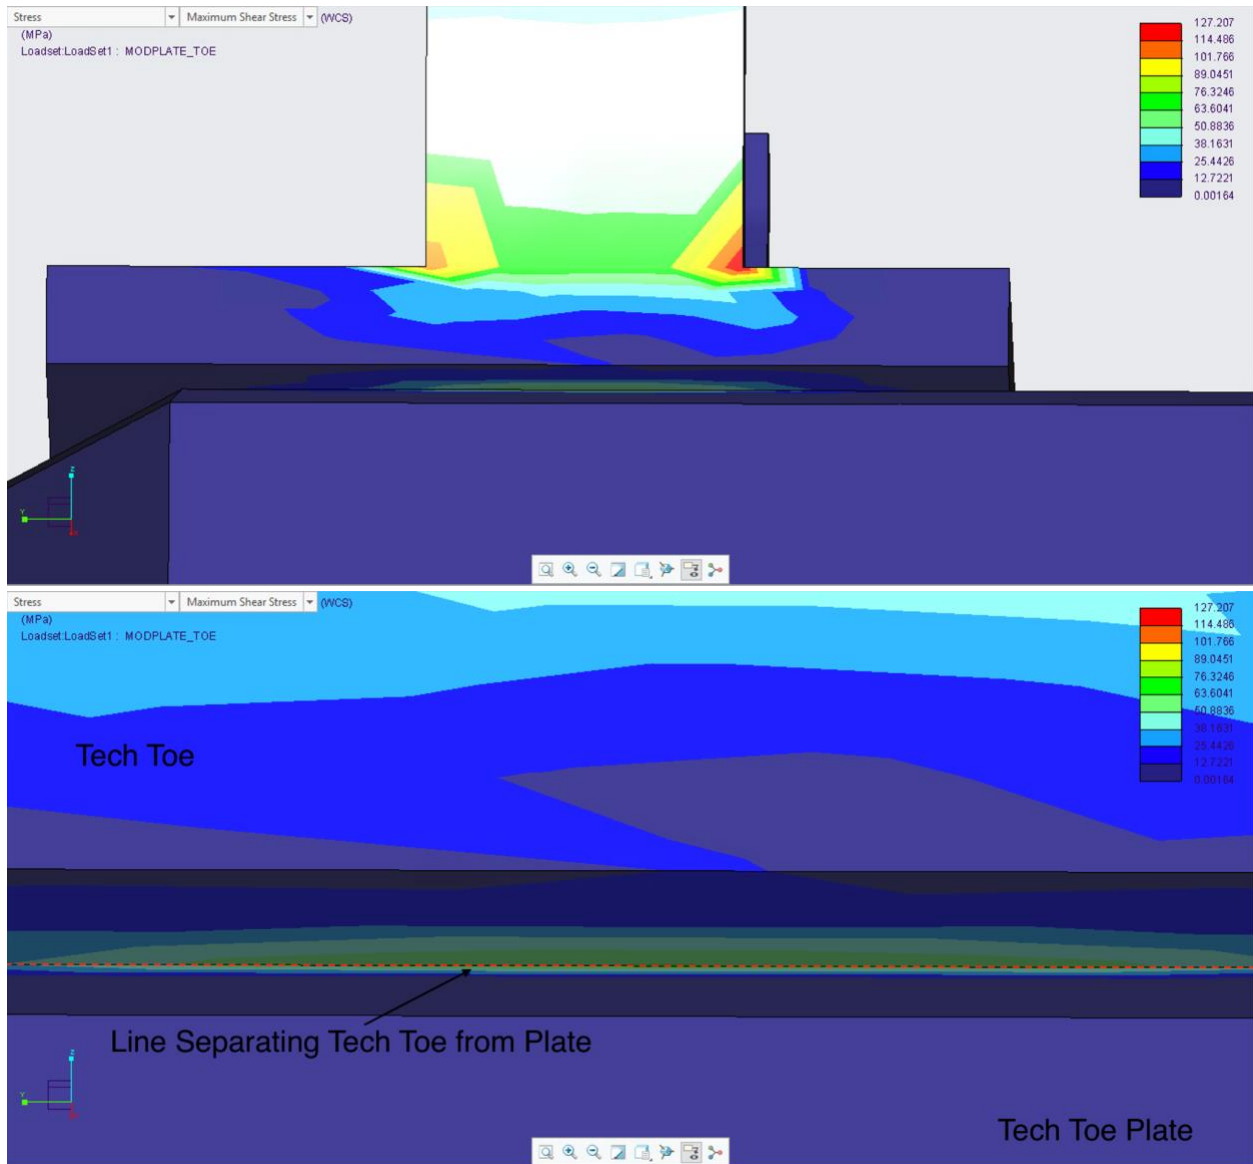 Stress Maximum Shear Stress (WCS)
(MPa)
Loadset:LoadSet1 : MODPLATE_TOE
127.207
114.486
101.766
89.0451
76.3246
63.6041
50.8836
38.1631
25.4426
12.7221
0.00164
Z
Y
Stress Maximum Shear Stress (WCS)
(MPa)
Loadset:LoadSet1 : MODPLATE_TOE
127.207
114.486
101.766
89.0451
76.3246
63.6041
50.8836
38.1631
25.4426
12.7221
0.00164
Tech Toe
Line Separating Tech Toe from Plate
Z
Y
Tech Toe Plate